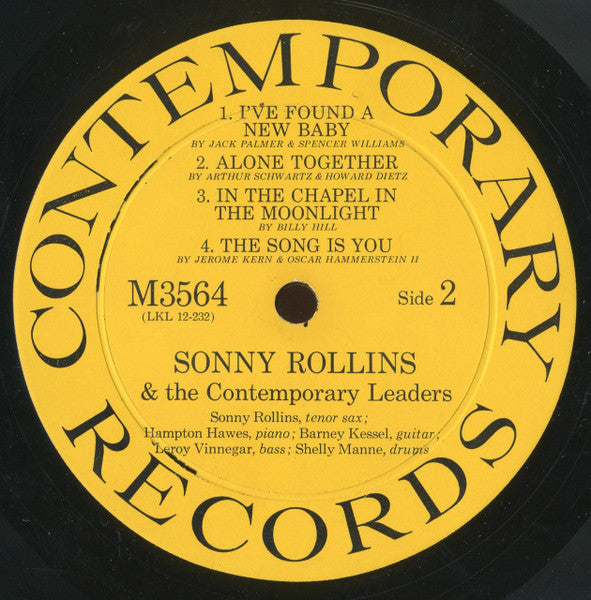 CONTEMPORARY
1. I'VE FOUND A
NEW BABY
BY JACK PALMER & SPENCER WILLIAMS
2. ALONE TOGETHER
BY ARTHUR SCHWARTZ & HOWARD DIETZ
3. IN THE CHAPEL IN
THE MOONLIGHT
BY BILLY HILL
4. THE SONG IS YOU
BY JEROME KERN & OSCAR HAMMERSTEIN II
M3564 Side 2
(LKL 12-232)
SONNY ROLLINS
& the Contemporary Leaders
Sonny Rollins, tenor sax;
Hampton Hawes, piano; Barney Kessel, guitar;
Leroy Vinnegar, bass; Shelly Manne, drums
RECORDS